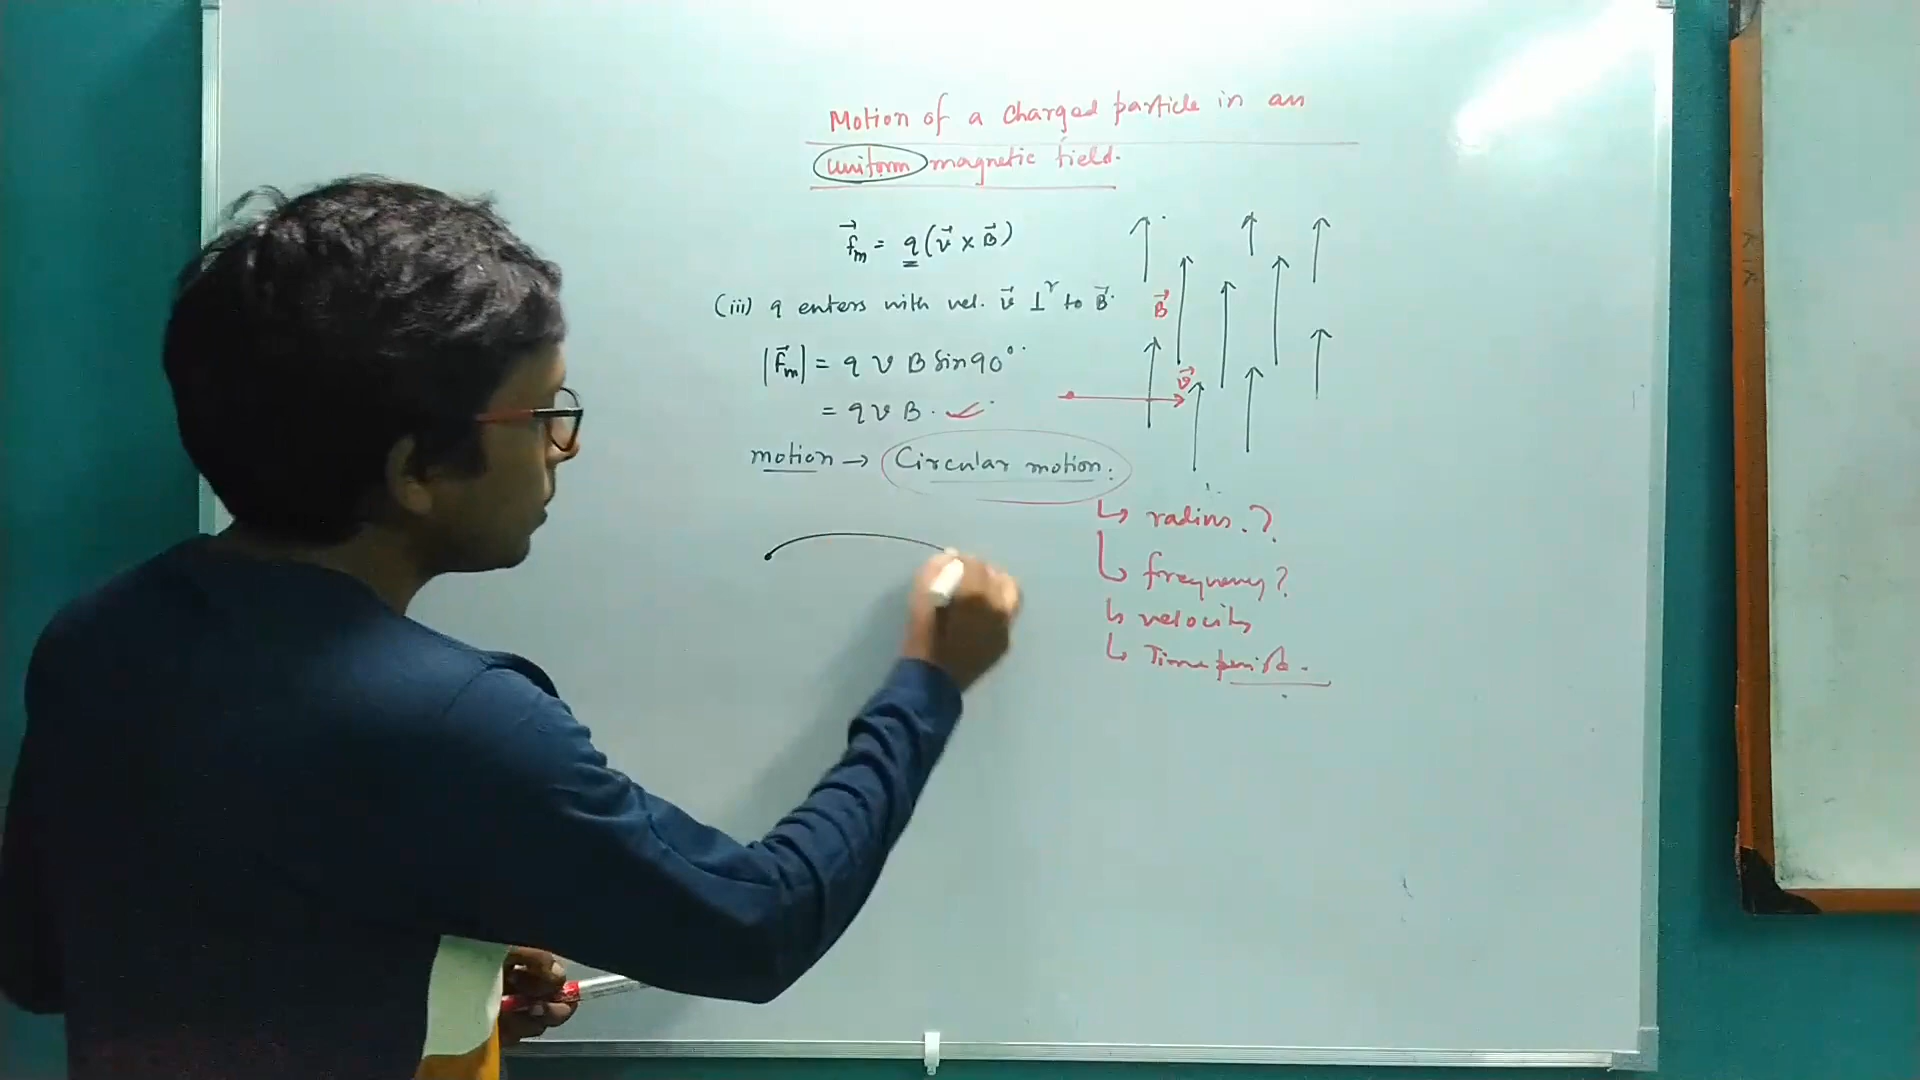 Motion of a charged particle in an
uniform magnetic field.
f⃗m = q(v⃗ × B⃗)
(iii) q enters with vel. v⃗ ⊥r to B⃗.
|F⃗m| = q v B Sin90°.
= q v B.
motion → Circular motion.
B⃗
v⃗
↳ radius.?
↳ frequency?
↳ velocity
↳ Time period.